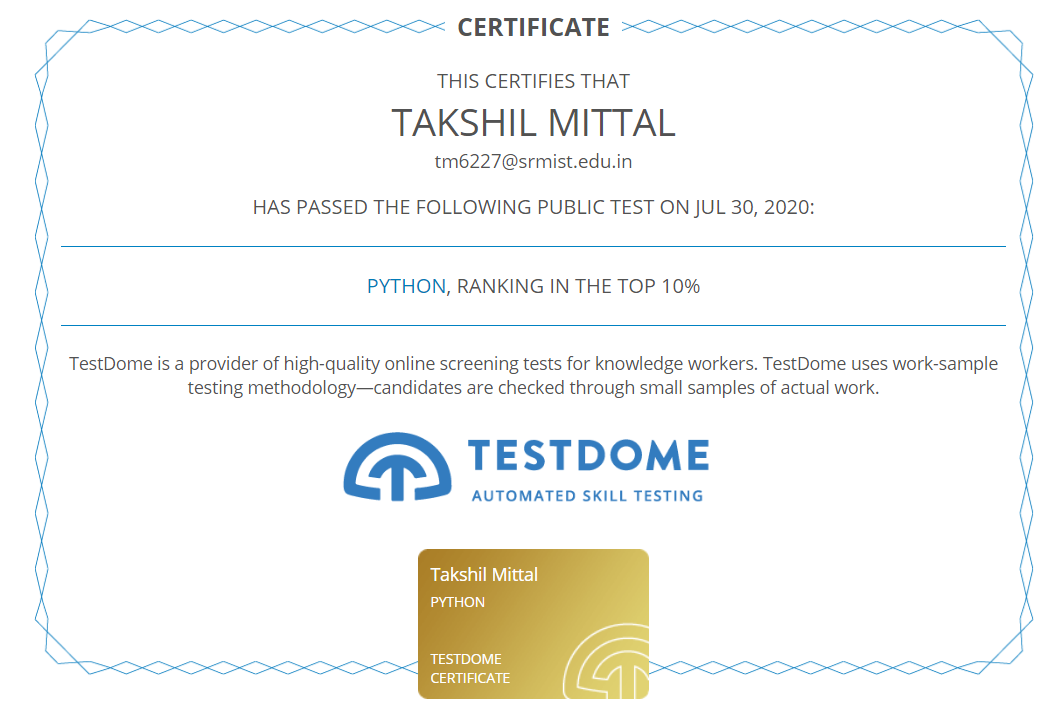 CERTIFICATE
THIS CERTIFIES THAT
TAKSHIL MITTAL
tm6227@srmist.edu.in
HAS PASSED THE FOLLOWING PUBLIC TEST ON JUL 30, 2020:
PYTHON, RANKING IN THE TOP 10%
TestDome is a provider of high-quality online screening tests for knowledge workers. TestDome uses work-sample
testing methodology—candidates are checked through small samples of actual work.
TESTDOME
AUTOMATED SKILL TESTING
Takshil Mittal
PYTHON
TESTDOME
CERTIFICATE